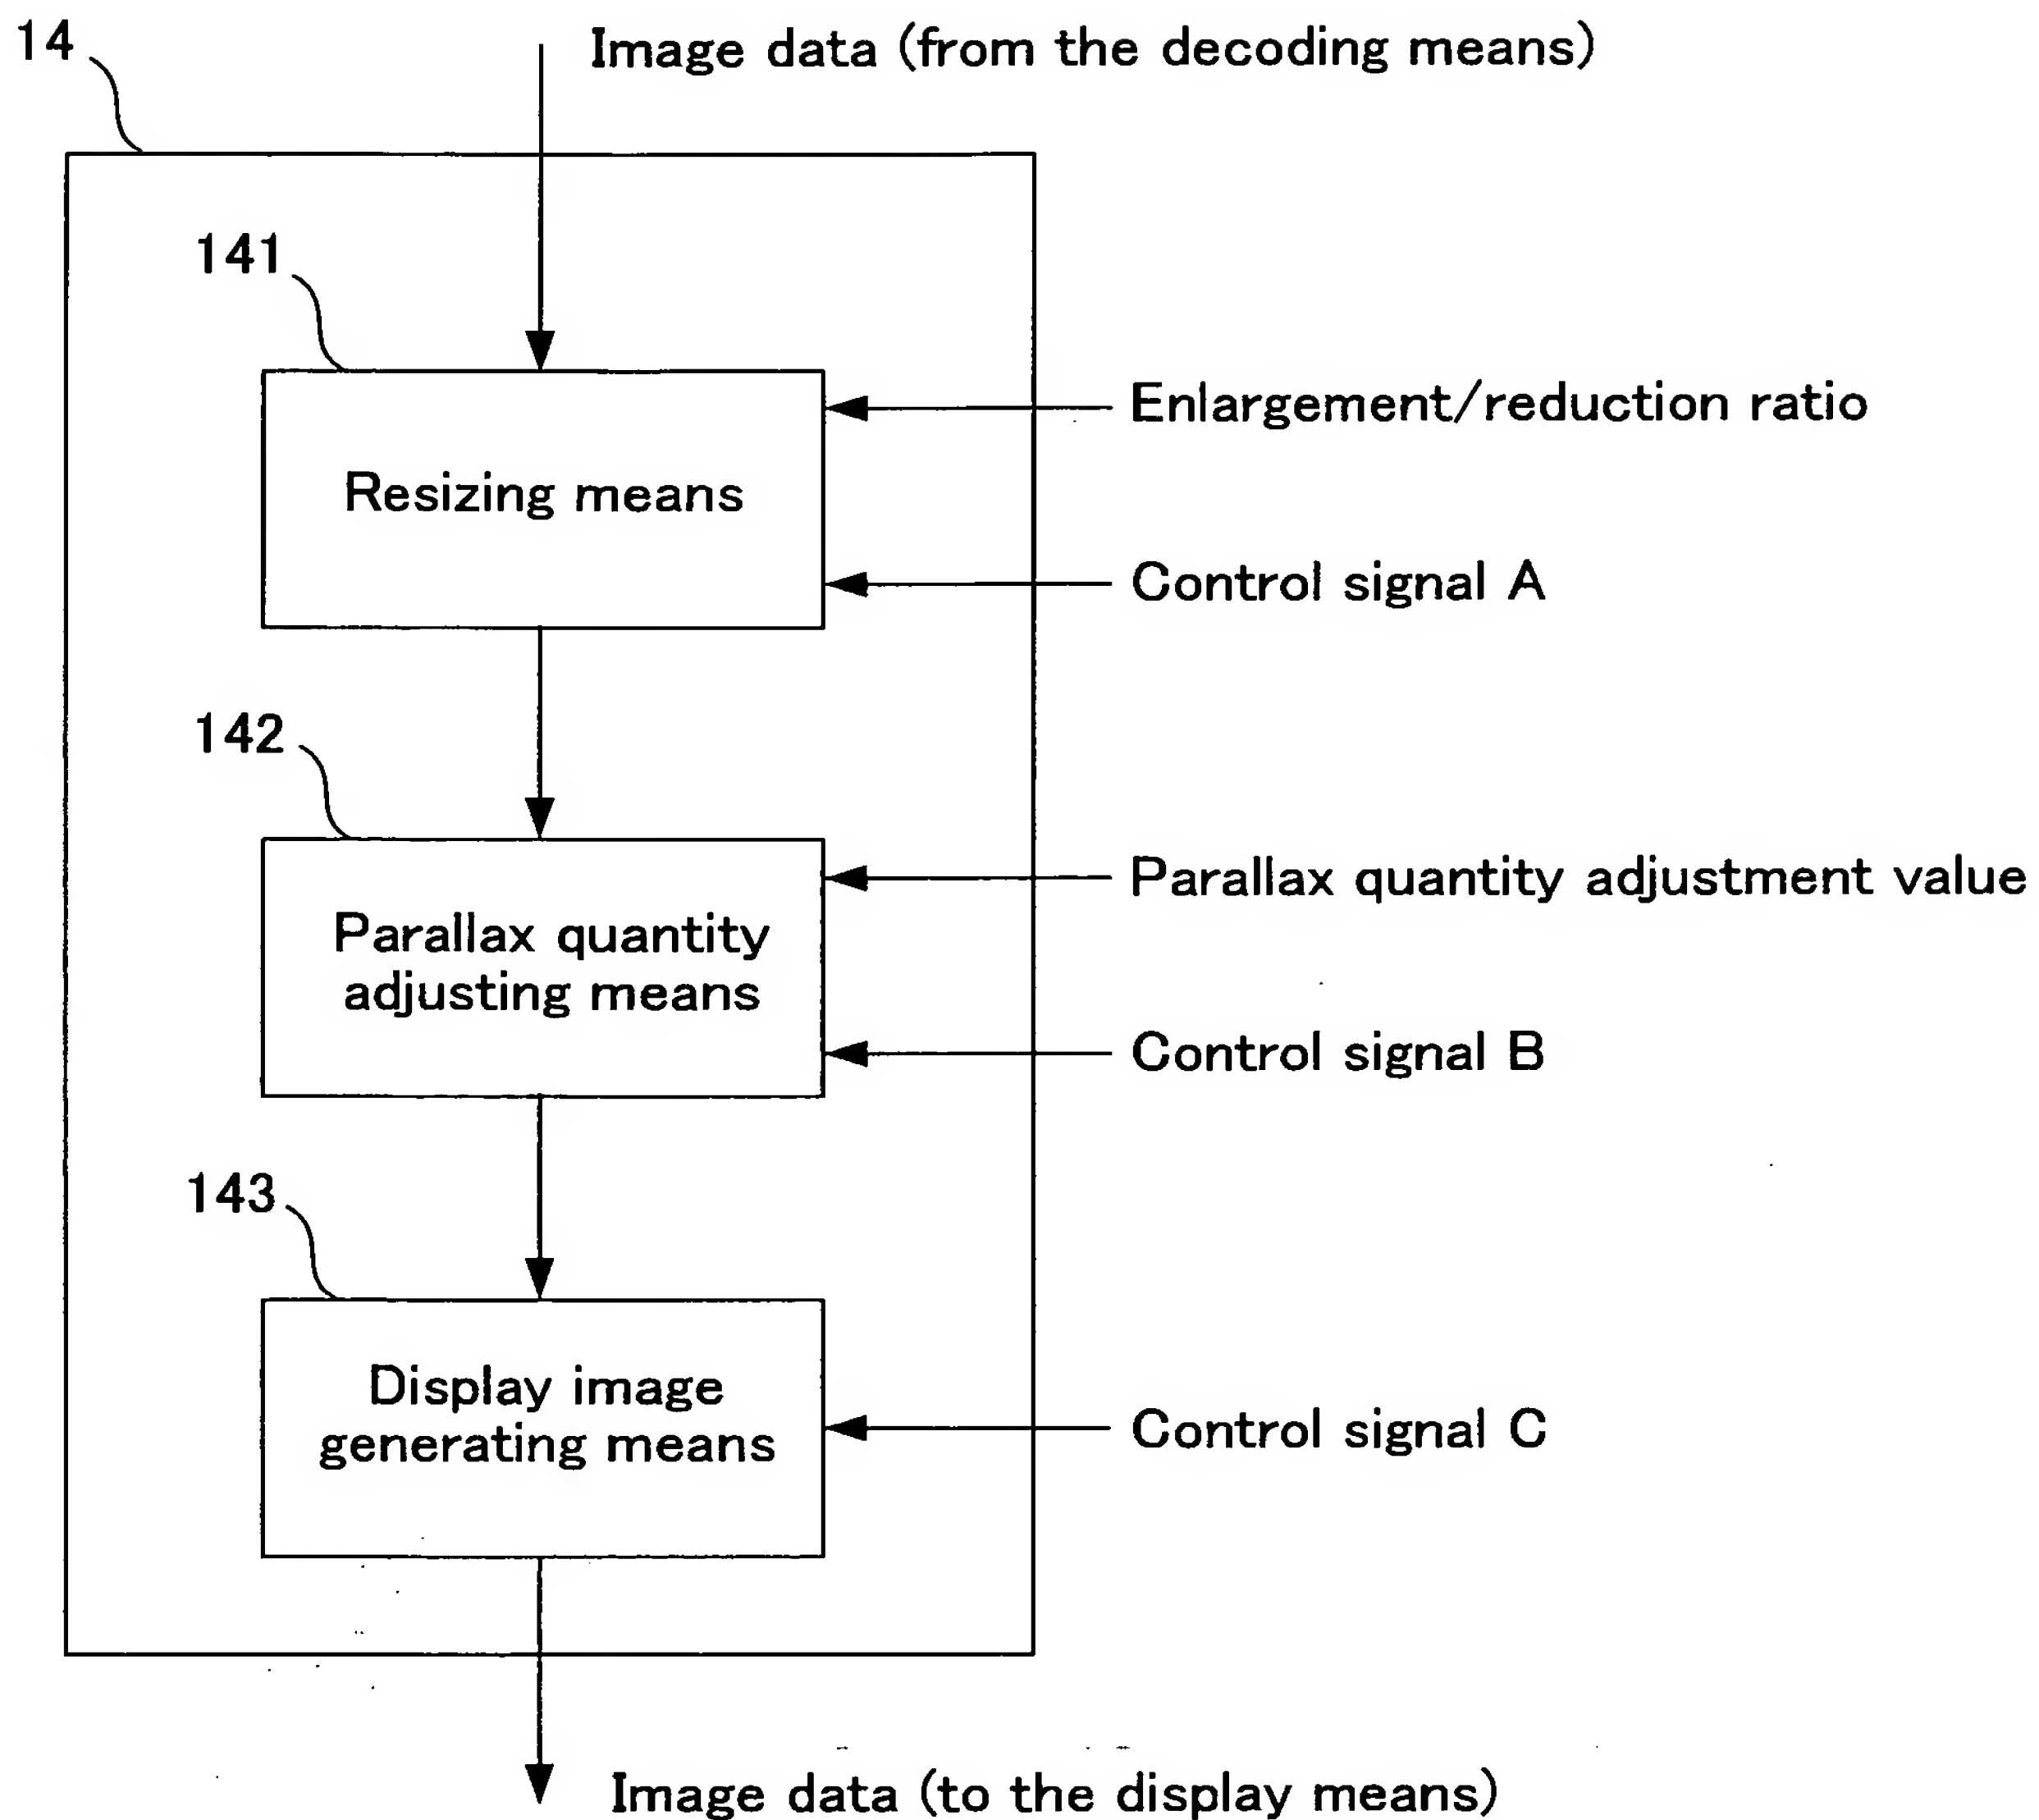 14
Image data (from the decoding means)
141
Enlargement/reduction ratio
Resizing means
Control signal A
142
Parallax quantity adjustment value
Parallax quantity
adjusting means
Control signal B
143
Display image
generating means
Control signal C
Image data (to the display means)